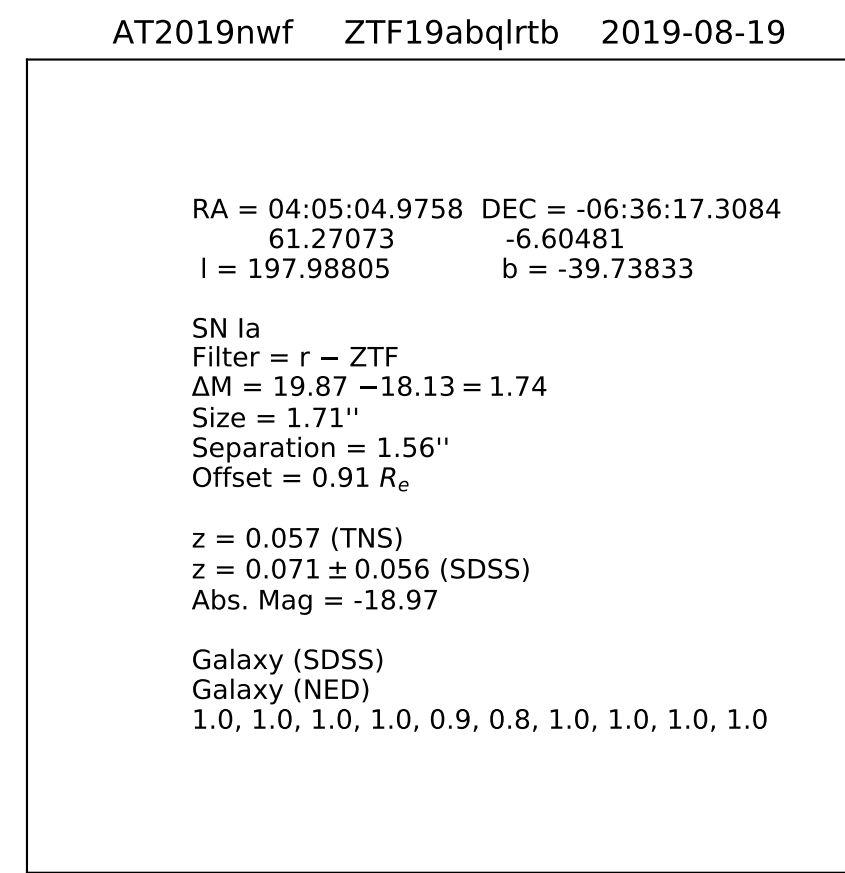 AT2019nwf ZTF19abqlrtb 2019-08-19
RA = 04:05:04.9758 DEC = -06:36:17.3084
61.27073 -6.60481
l = 197.98805 b = -39.73833
SN Ia
Filter = r − ZTF
ΔM = 19.87 −18.13 = 1.74
Size = 1.71''
Separation = 1.56''
Offset = 0.91 Re
z = 0.057 (TNS)
z = 0.071 ± 0.056 (SDSS)
Abs. Mag = -18.97
Galaxy (SDSS)
Galaxy (NED)
1.0, 1.0, 1.0, 1.0, 0.9, 0.8, 1.0, 1.0, 1.0, 1.0